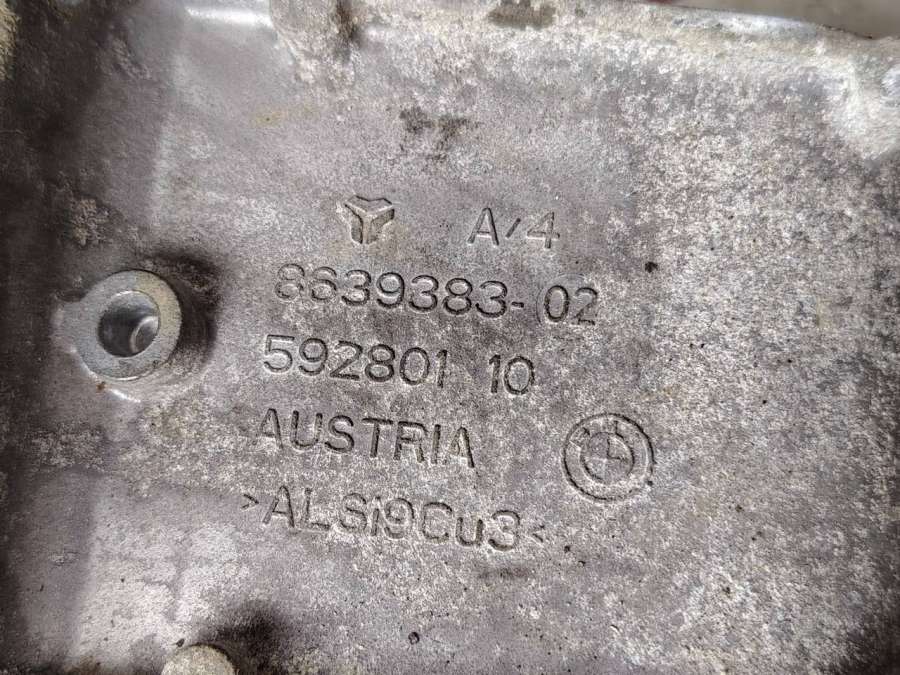 A/4
8639383-02
592801 10
AUSTRIA
>ALSi9Cu3<